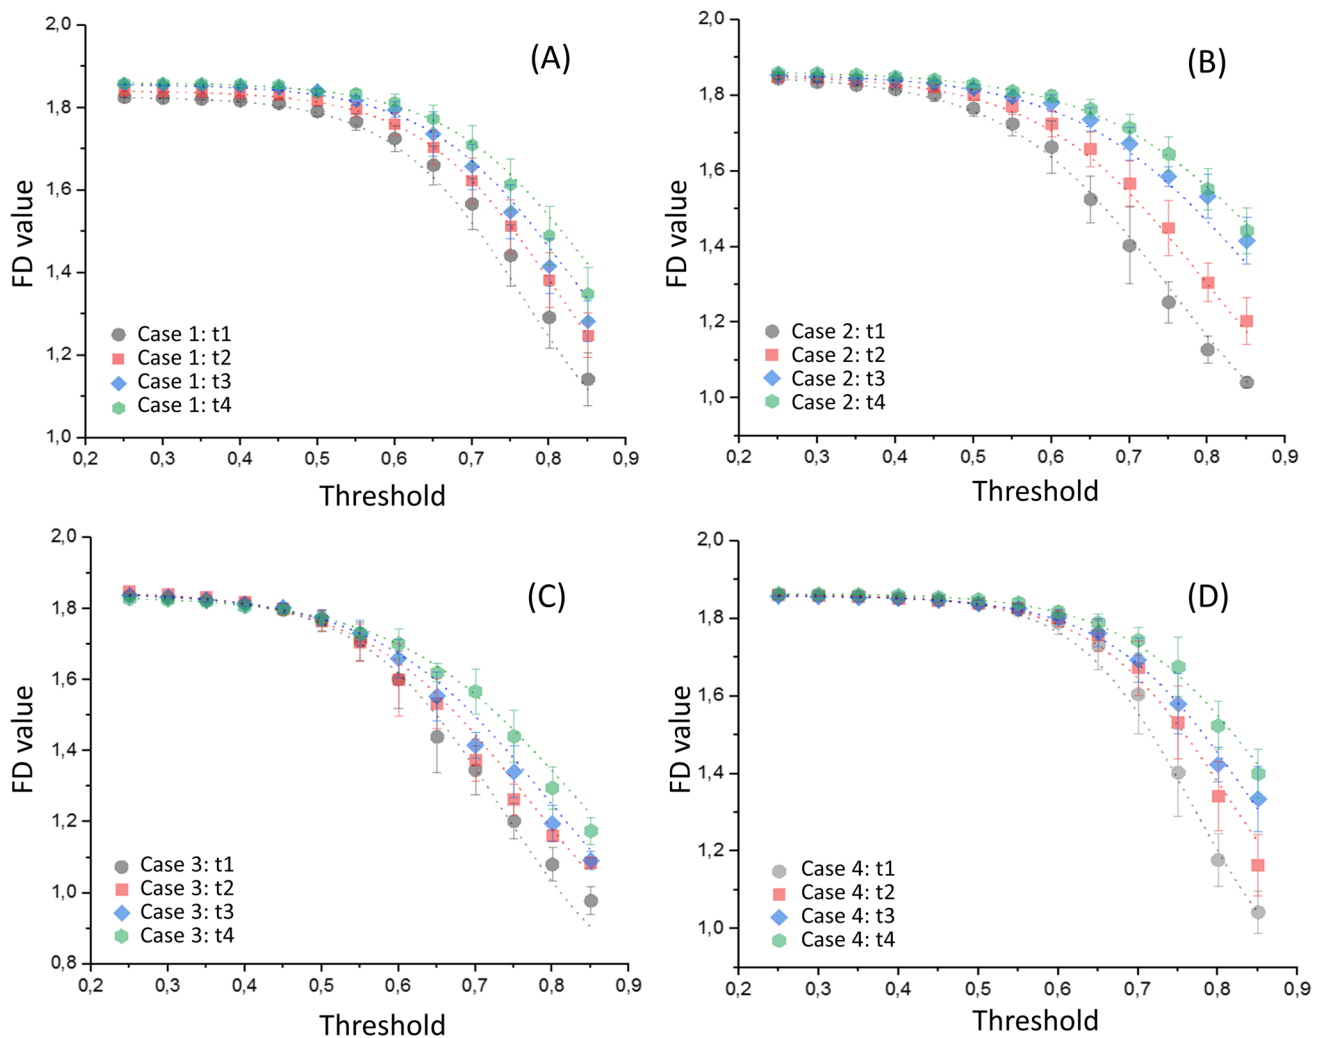 (A)
FD value
2,0
1,8
1,6
1,4
1,2
1,0
Case 1: t1
Case 1: t2
Case 1: t3
Case 1: t4
0,2 0,3 0,4 0,5 0,6 0,7 0,8 0,9
Threshold
(B)
FD value
2,0
1,8
1,6
1,4
1,2
1,0
Case 2: t1
Case 2: t2
Case 2: t3
Case 2: t4
0,2 0,3 0,4 0,5 0,6 0,7 0,8 0,9
Threshold
(C)
FD value
2,0
1,8
1,6
1,4
1,2
1,0
0,8
Case 3: t1
Case 3: t2
Case 3: t3
Case 3: t4
0,2 0,3 0,4 0,5 0,6 0,7 0,8 0,9
Threshold
(D)
FD value
2,0
1,8
1,6
1,4
1,2
1,0
Case 4: t1
Case 4: t2
Case 4: t3
Case 4: t4
0,2 0,3 0,4 0,5 0,6 0,7 0,8 0,9
Threshold